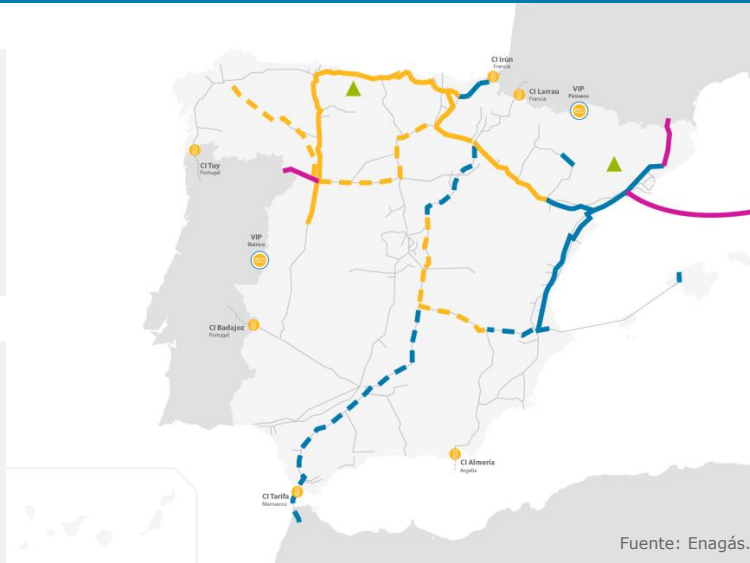 CI Irún
Francia
CI Larrau
Francia
VIP
Pirineos
CI Tuy
Portugal
VIP
Ibérico
CI Badajoz
Portugal
CI Almería
Argelia
CI Tarifa
Marruecos
Fuente: Enagás.